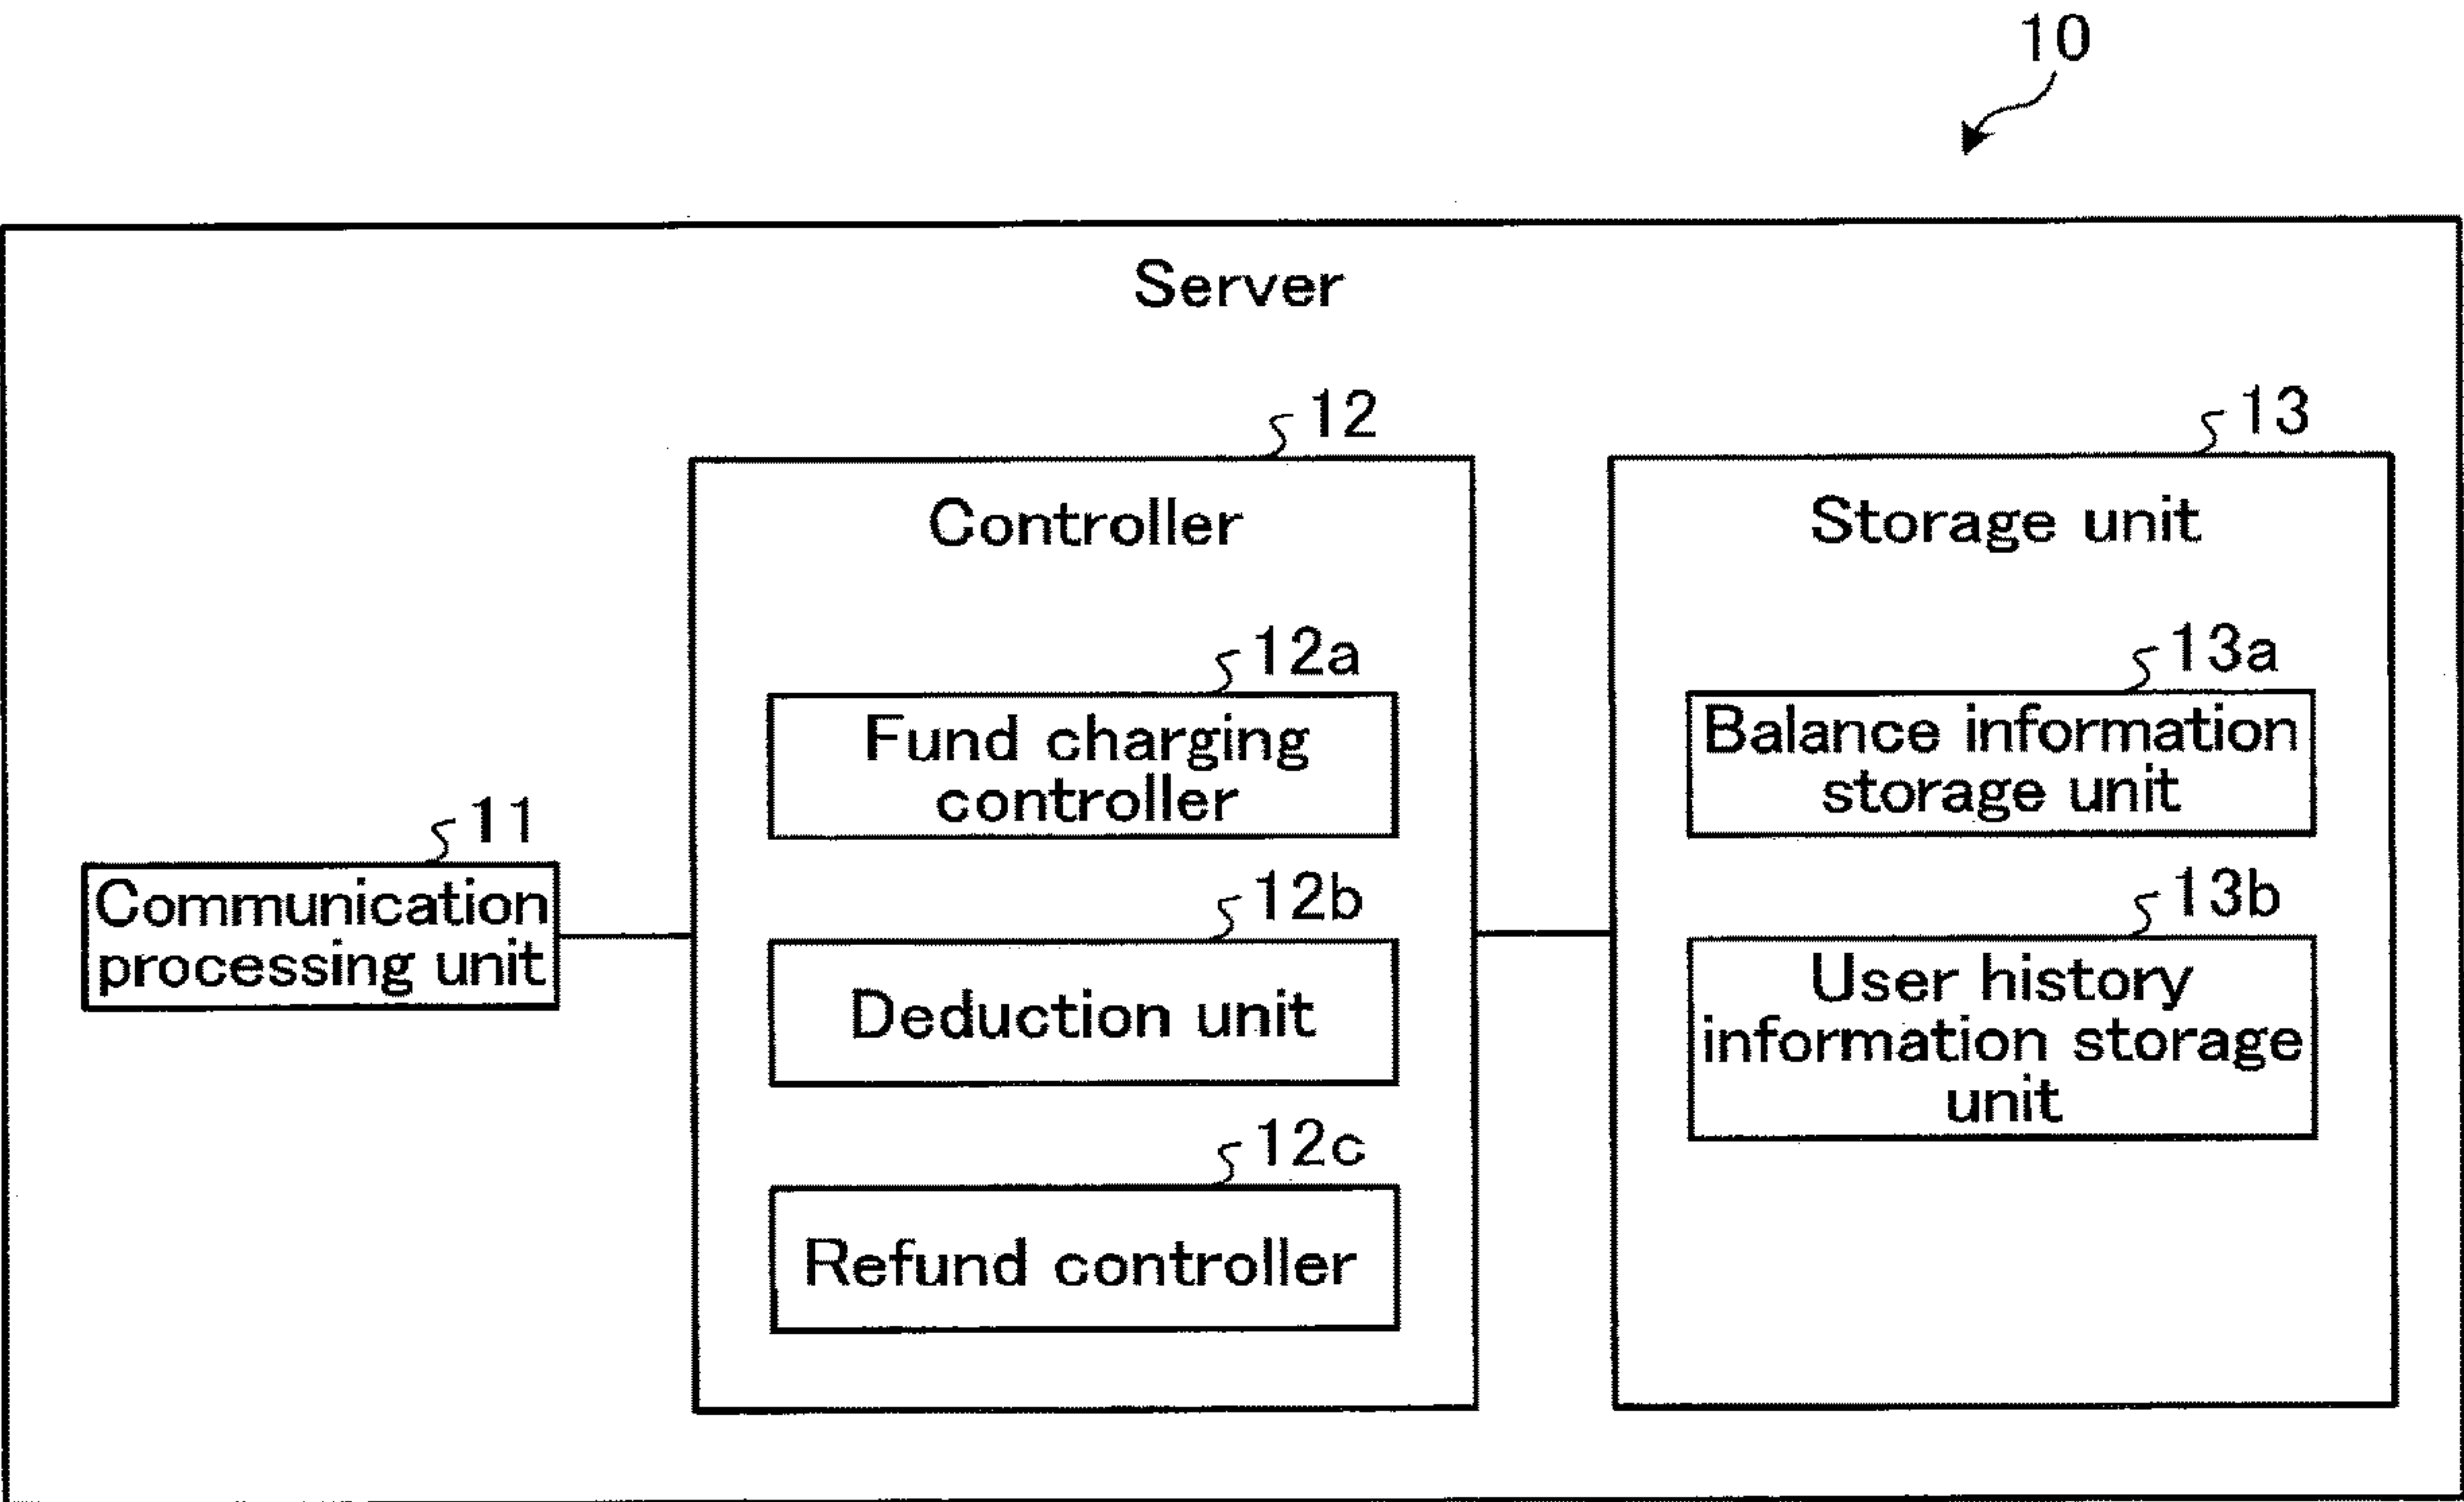 10
Server
12
13
Controller
Storage unit
12a
13a
Fund charging
controller
Balance information
storage unit
11
Communication
processing unit
12b
13b
Deduction unit
User history
information storage
unit
12c
Refund controller